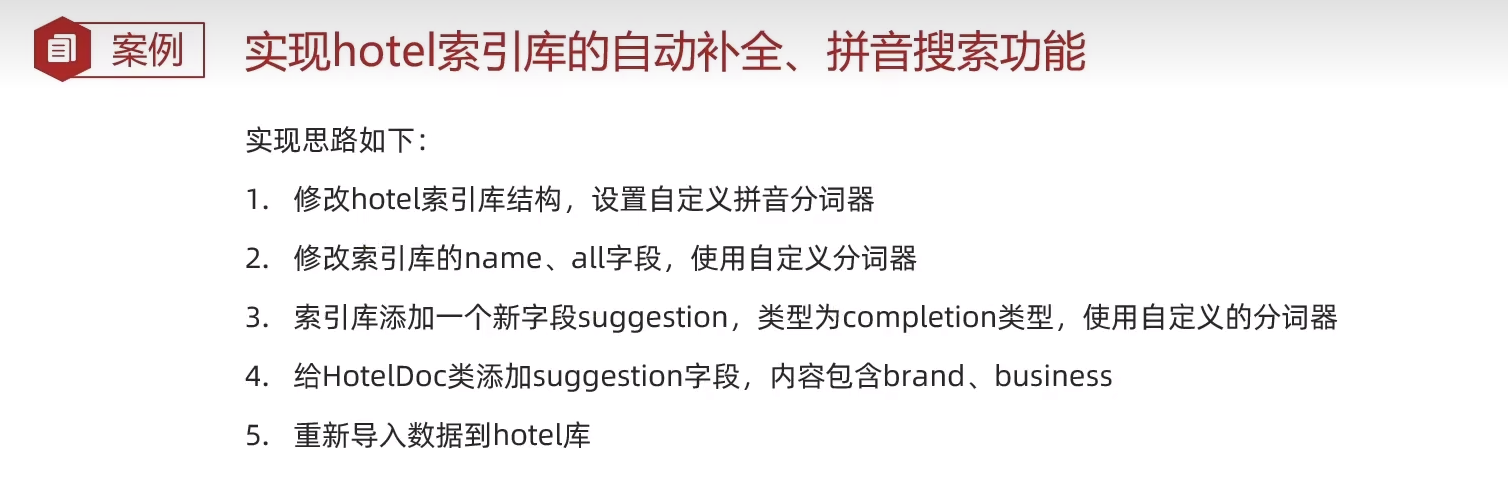 案例 实现hotel索引库的自动补全、拼音搜索功能
实现思路如下：
1. 修改hotel索引库结构，设置自定义拼音分词器
2. 修改索引库的name、all字段，使用自定义分词器
3. 索引库添加一个新字段suggestion，类型为completion类型，使用自定义的分词器
4. 给HotelDoc类添加suggestion字段，内容包含brand、business
5. 重新导入数据到hotel库